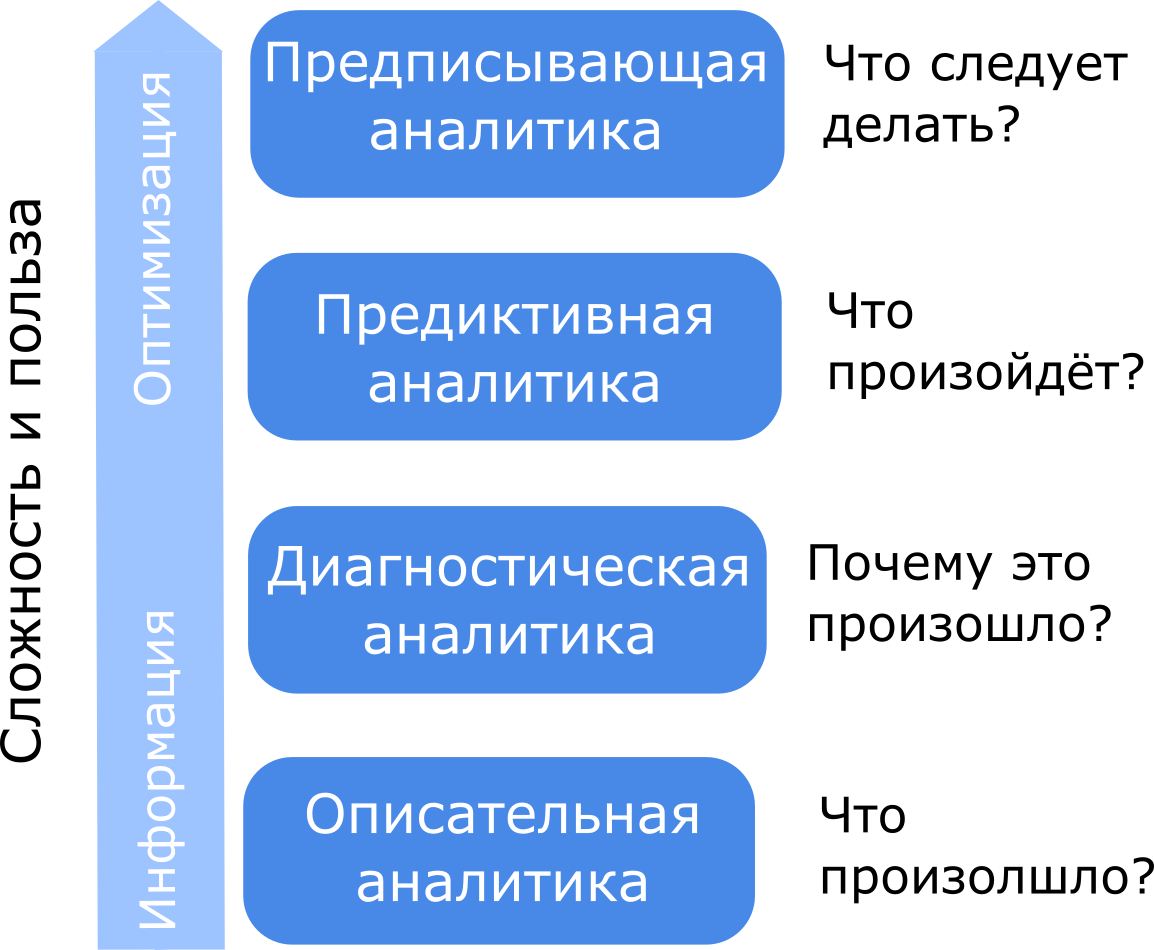 Сложность и польза
Оптимизация
Информация
Предписывающая
аналитика
Что следует
делать?
Предиктивная
аналитика
Что
произойдёт?
Диагностическая
аналитика
Почему это
произошло?
Описательная
аналитика
Что
произолшло?